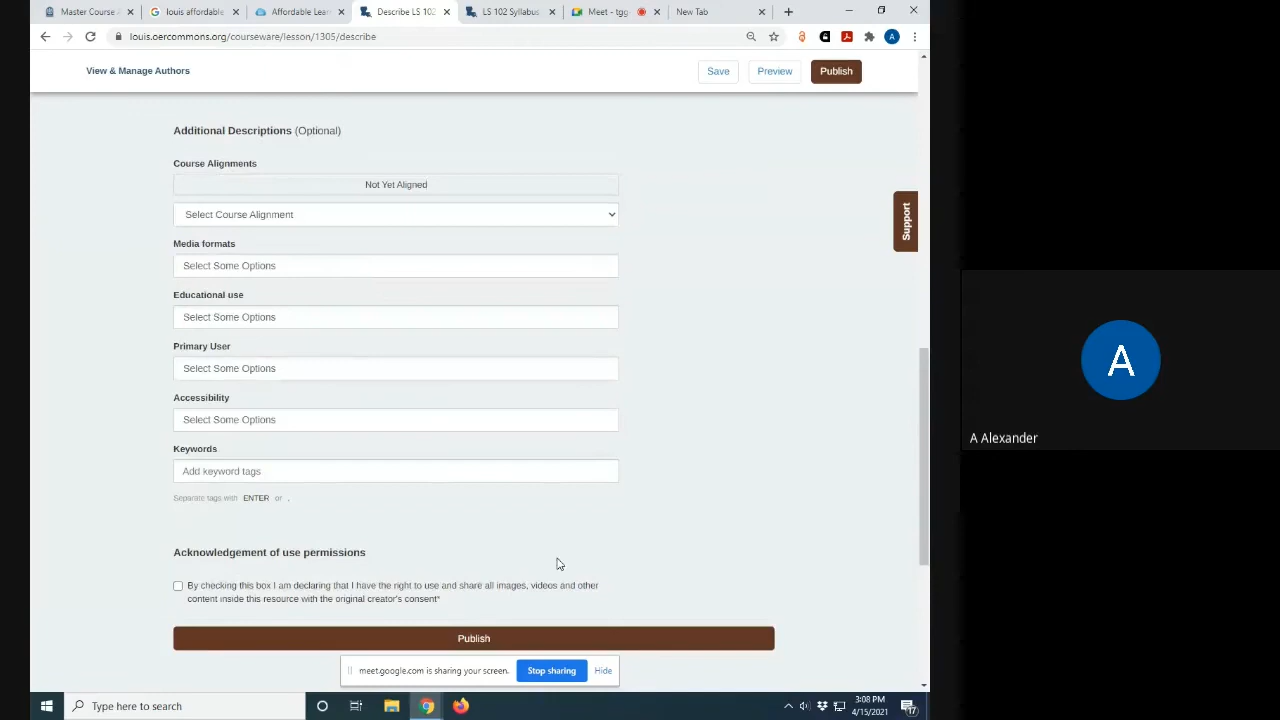 Master Course A
louis affordable
Affordable Lear
Describe LS 102
LS 102 Syllabus
Meet - tgg
New Tab
louis.oercommons.org/courseware/lesson/1305/describe
A
View & Manage Authors
Save
Preview
Publish
Additional Descriptions (Optional)
Course Alignments
Not Yet Aligned
Select Course Alignment
Support
Media formats
Select Some Options
Educational use
Select Some Options
Primary User
Select Some Options
Accessibility
Select Some Options
Keywords
Add keyword tags
Separate tags with ENTER or ,
Acknowledgement of use permissions
By checking this box I am declaring that I have the right to use and share all images, videos and other
content inside this resource with the original creator's consent*
Publish
meet.google.com is sharing your screen.
Stop sharing
Hide
Type here to search
3:08 PM
4/15/2021
17
A
A Alexander